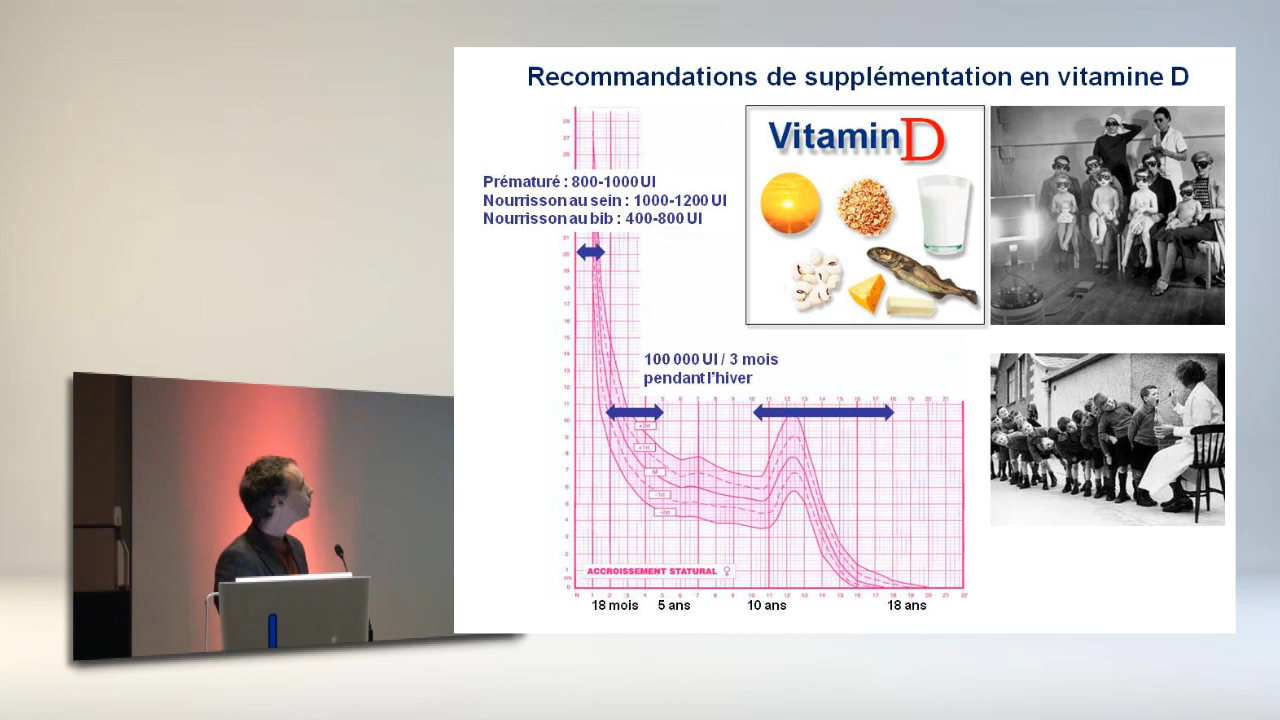 Recommandations de supplémentation en vitamine D
Vitamin D
Prématuré : 800-1000 UI
Nourrisson au sein : 1000-1200 UI
Nourrisson au bib : 400-800 UI
100 000 UI / 3 mois
pendant l'hiver
ACCROISSEMENT STATURAL ♀
18 mois 5 ans 10 ans 18 ans